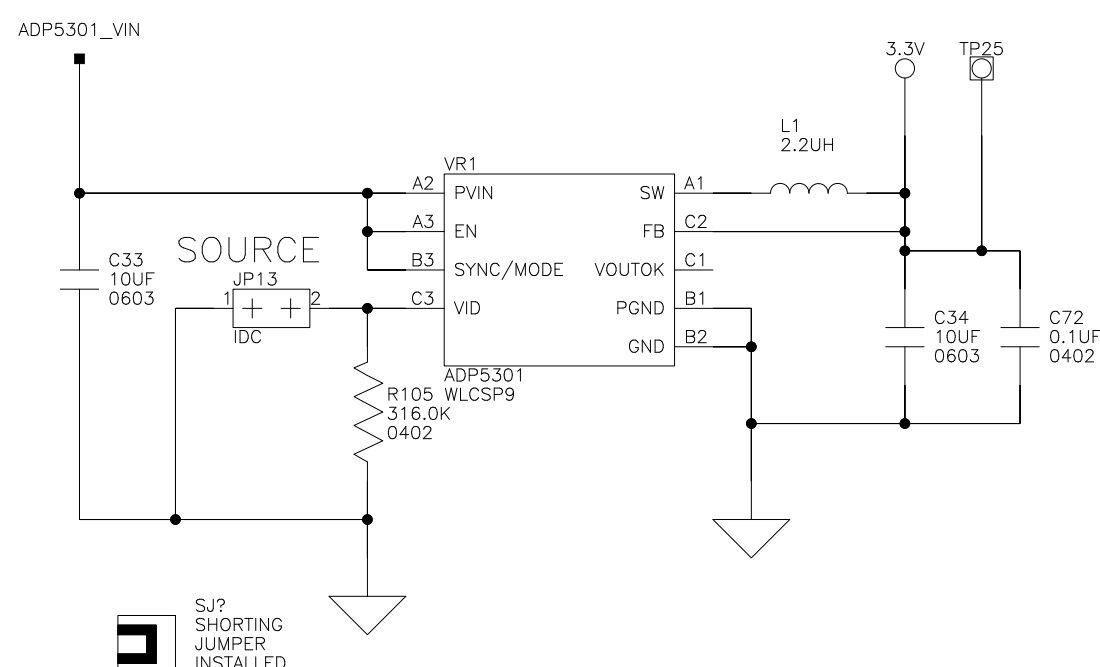 ADP5301_VIN
3.3V
TP25
L1
2.2UH
VR1
A2
PVIN
SW
A1
A3
EN
FB
C2
SOURCE
C33
10UF
0603
B3
SYNC/MODE
VOUTOK
C1
JP13
1
2
IDC
C3
VID
PGND
B1
GND
B2
C34
10UF
0603
C72
0.1UF
0402
ADP5301
WLCSP9
R105
316.0K
0402
SJ?
SHORTING
JUMPER
INSTALLED